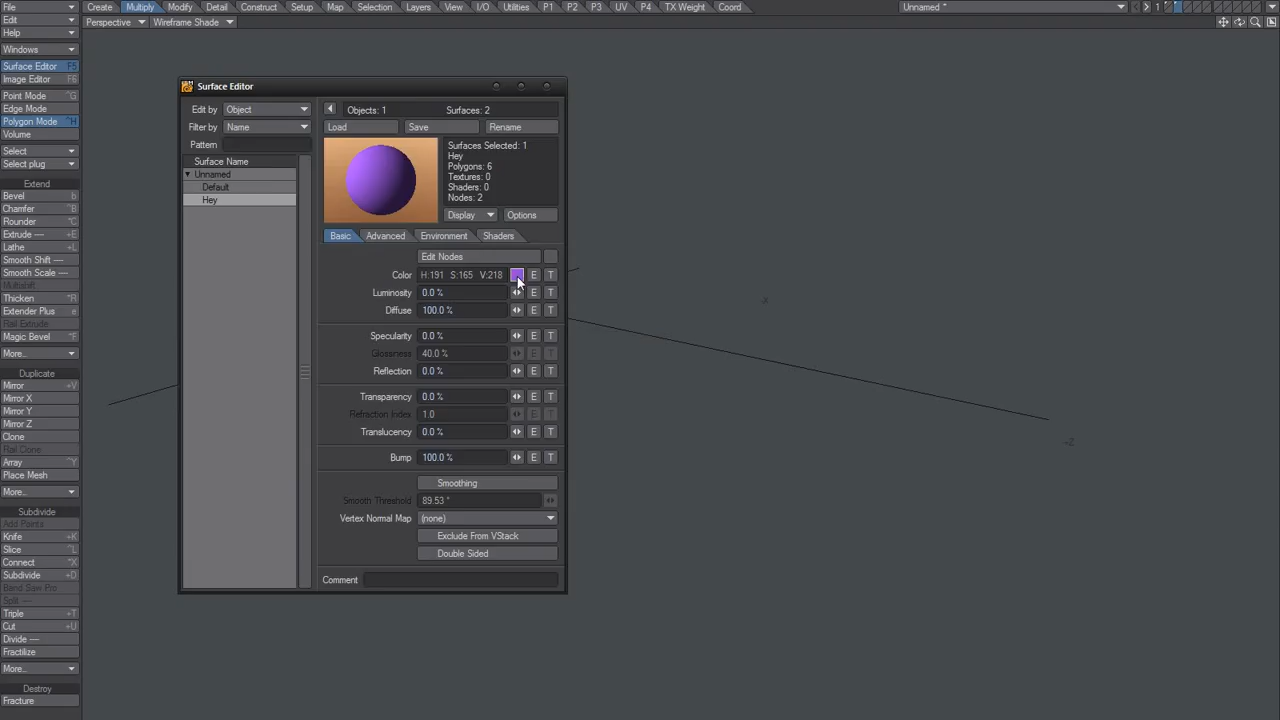 File
Create
Multiply
Modify
Detail
Construct
Setup
Map
Selection
Layers
View
I/O
Utilities
P1
P2
P3
UV
P4
TX Weight
Coord
Unnamed *
1
Edit
Perspective
Wireframe Shade
Help
Windows
Surface Editor F5
Image Editor F6
Point Mode ^G
Edge Mode
Polygon Mode ^H
Volume
Select
Select plug
Extend
Bevel b
Chamfer
Rounder ^C
Extrude --- +E
Lathe +L
Smooth Shift ---
Multishift
Thicken +R
Extender Plus e
Rail Extrude
Magic Bevel ^F
More...
Duplicate
Mirror +V
Mirror X
Mirror Y
Mirror Z
Clone
Rail Clone
Array ^Y
Place Mesh
More...
Subdivide
Add Points
Knife +K
Slice ^L
Connect ^X
Subdivide +D
Band Saw Pro
Split ---
Triple +T
Cut +U
Divide ---
Fractilize
More...
Destroy
Fracture
Surface Editor
Edit by Object
Filter by Name
Pattern
Surface Name
Unnamed
Default
Hey
Objects: 1 Surfaces: 2
Load Save Rename
Surfaces Selected: 1
Hey
Polygons: 6
Textures: 0
Shaders: 0
Nodes: 2
Display Options
Basic Advanced Environment Shaders
Edit Nodes
Color H:191 S:165 V:218 E T
Luminosity 0.0 % E T
Diffuse 100.0 % E T
Specularity 0.0 % E T
Glossiness 40.0 % E T
Reflection 0.0 % E T
Transparency 0.0 % E T
Refraction Index 1.0 E T
Translucency 0.0 % E T
Bump 100.0 % E T
Smoothing
Smooth Threshold 89.53 °
Vertex Normal Map (none)
Exclude From VStack
Double Sided
Comment
+Z